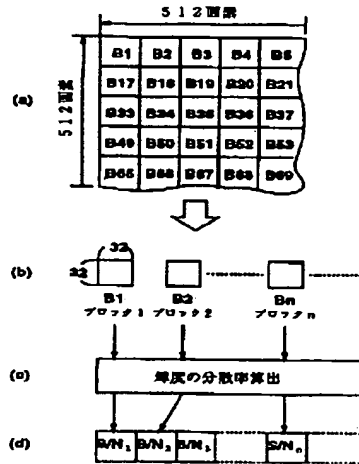 512画素
512画素
(a)
B1 B2 B3 B4 B5
B17 B18 B19 B20 B21
B33 B34 B35 B36 B37
B49 B50 B51 B52 B53
B65 B66 B67 B68 B69
(b)
32
32
B1 B2 Bn
ブロック1 ブロック2 ブロックn
(c)
輝度の分散率算出
(d)
S/N₁ S/N₂ S/N₃ S/Nₙ